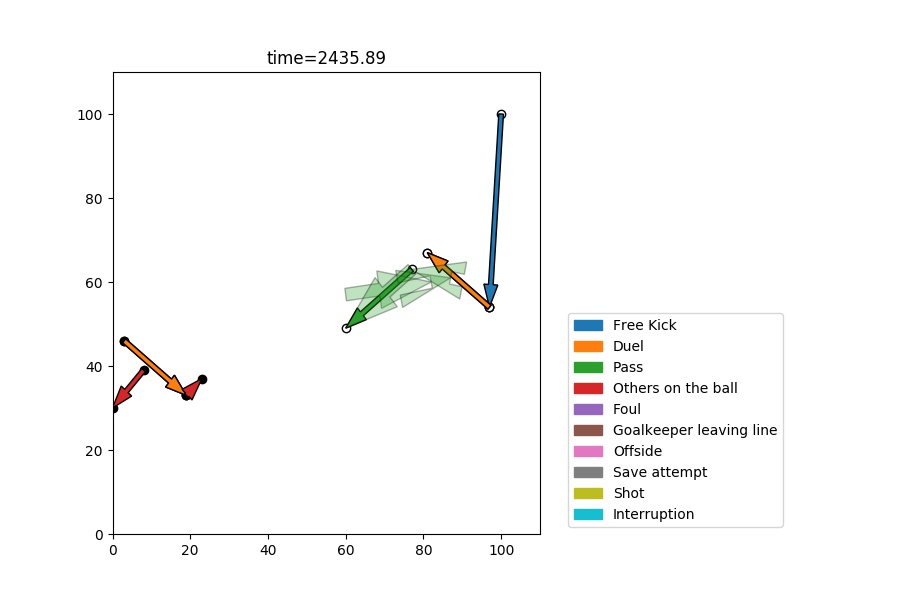 time=2435.89
100
80
60
40
20
0
0 20 40 60 80 100
Free Kick
Duel
Pass
Others on the ball
Foul
Goalkeeper leaving line
Offside
Save attempt
Shot
Interruption